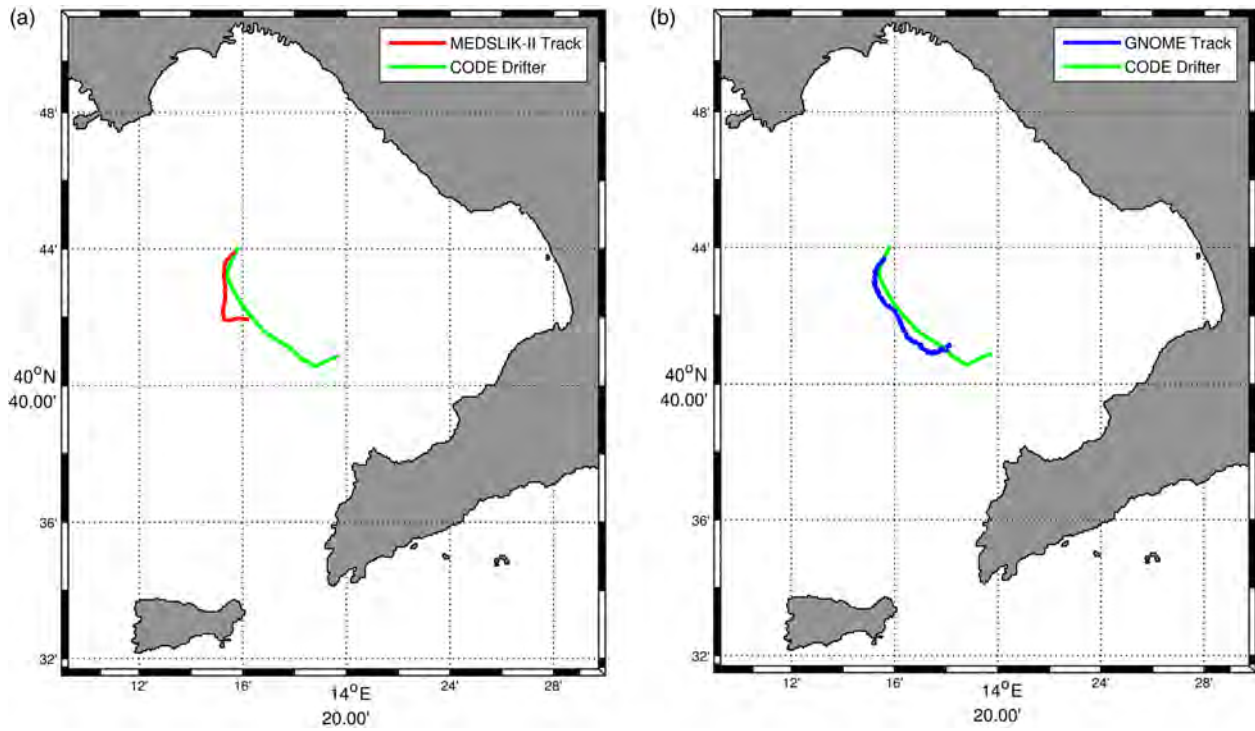 (a)
MEDSLIK-II Track
CODE Drifter
48'
44'
40°N
40.00'
36'
32'
12'
16'
14°E
20.00'
24'
28'
(b)
GNOME Track
CODE Drifter
48'
44'
40°N
40.00'
36'
32'
12'
16'
14°E
20.00'
24'
28'